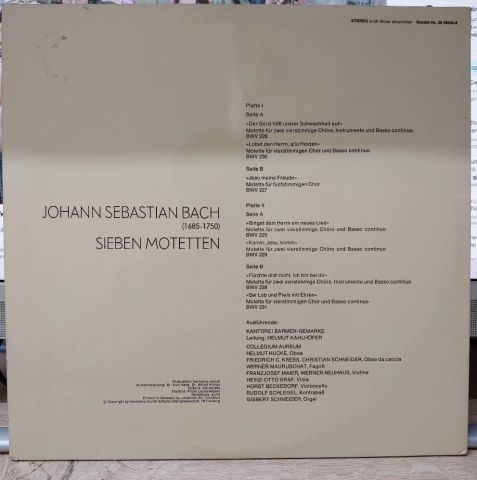 STEREO auch Mono abspielbar Bestell-Nr.
JOHANN SEBASTIAN BACH
(1685-1750)
SIEBEN MOTETTEN
Platte I
Seite A
«Der Geist hilft unsrer Schwachheit auf»
Motette für zwei vierstimmige Chöre, Instrumente und Basso continuo
BWV 226
«Lobet den Herrn, alle Heiden»
Motette für vierstimmigen Chor und Basso continuo
BWV 230
Seite B
«Jesu meine Freude»
Motette für fünfstimmigen Chor
BWV 227
Platte II
Seite A
«Singet dem Herrn ein neues Lied»
Motette für zwei vierstimmige Chöre und Basso continuo
BWV 225
«Komm, Jesu, komm»
Motette für zwei vierstimmige Chöre und Basso continuo
BWV 229
Seite B
«Fürchte dich nicht, ich bin bei dir»
Motette für zwei vierstimmige Chöre, Instrumente und Basso continuo
BWV 228
«Sei Lob und Preis mit Ehren»
Motette für vierstimmigen Chor und Basso continuo
BWV 231
Ausführende:
KANTOREI BARMEN-GEMARKE
Leitung: HELMUT KAHLHÖFER
COLLEGIUM AUREUM
HELMUT HUCKE, Oboe
FRIEDRICH C. KREBS, CHRISTIAN SCHNEIDER, Oboe da caccia
WERNER MAURUSCHAT, Fagott
FRANZJOSEF MAIER, WERNER NEUHAUS, Violine
HEINZ-OTTO GRAF, Viola
HORST BECKEDORF, Violoncello
RUDOLF SCHLEGEL, Kontrabaß
GISBERT SCHNEIDER, Orgel
Produktion: harmonia mundi